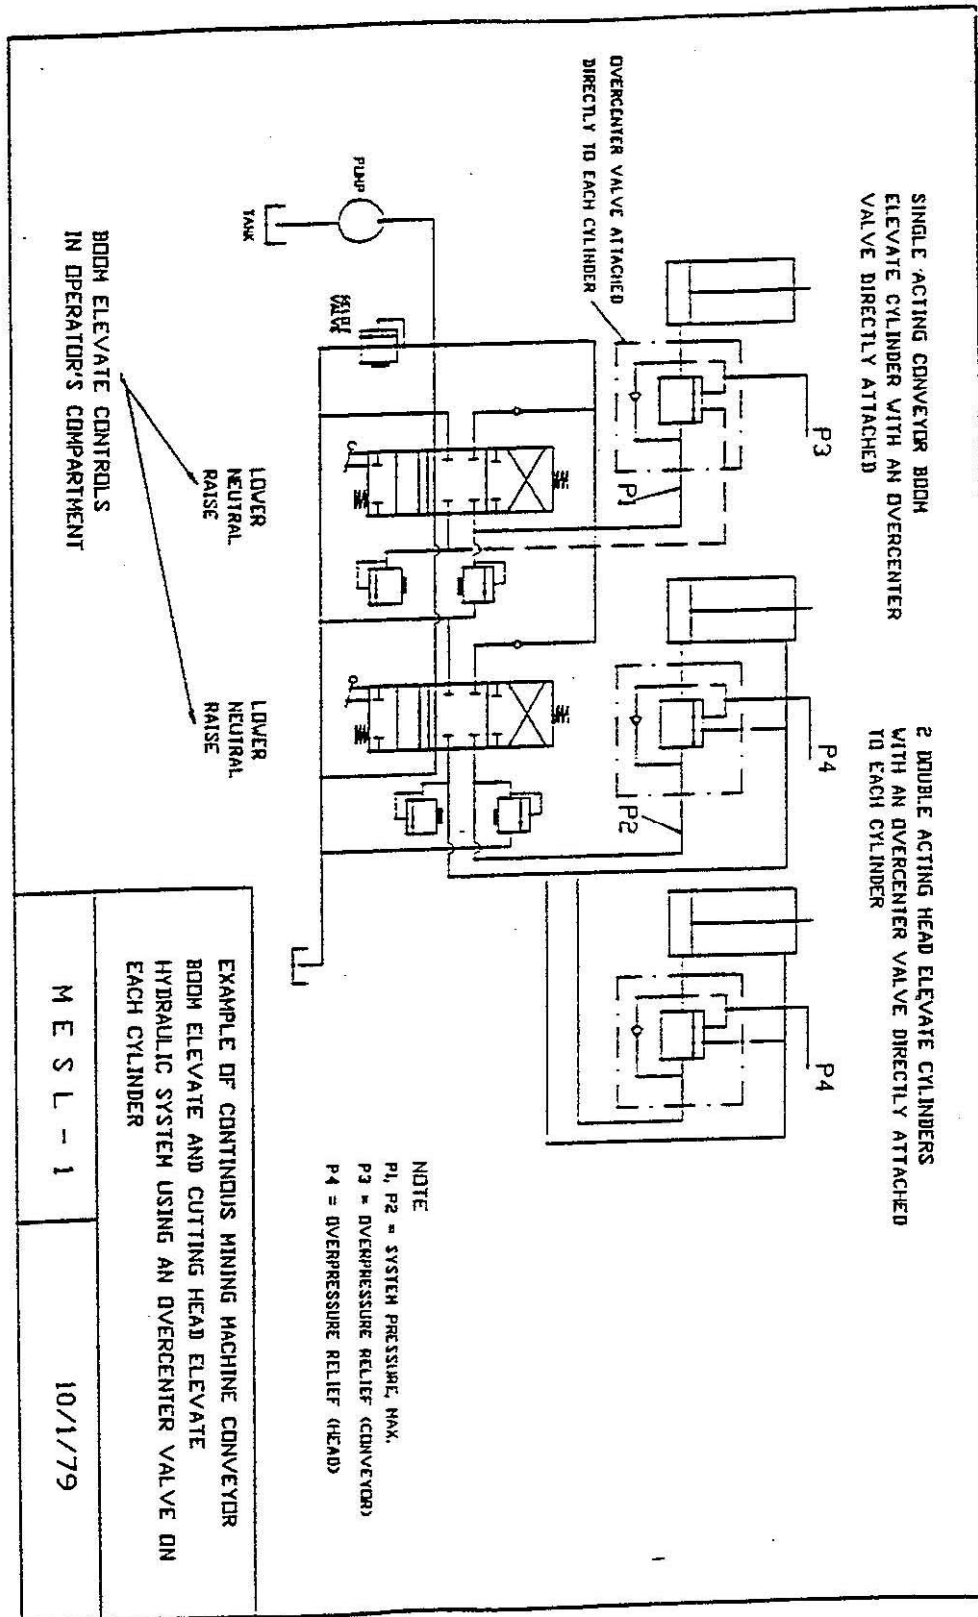 SINGLE ACTING CONVEYOR BOOM
ELEVATE CYLINDER WITH AN OVERCENTER
VALVE DIRECTLY ATTACHED
2 DOUBLE ACTING HEAD ELEVATE CYLINDERS
WITH AN OVERCENTER VALVE DIRECTLY ATTACHED
TO EACH CYLINDER
P3
P4
P4
OVERCENTER VALVE ATTACHED
DIRECTLY TO EACH CYLINDER
P1
P2
PUMP
TANK
VALVE
LOWER
NEUTRAL
RAISE
LOWER
NEUTRAL
RAISE
BOOM ELEVATE CONTROLS
IN OPERATOR'S COMPARTMENT
NOTE
P1, P2 = SYSTEM PRESSURE, MAX.
P3 = OVERPRESSURE RELIEF (CONVEYOR)
P4 = OVERPRESSURE RELIEF (HEAD)
EXAMPLE OF CONTINOUS MINING MACHINE CONVEYOR
BOOM ELEVATE AND CUTTING HEAD ELEVATE
HYDRAULIC SYSTEM USING AN OVERCENTER VALVE ON
EACH CYLINDER
M E S L - 1
10/1/79